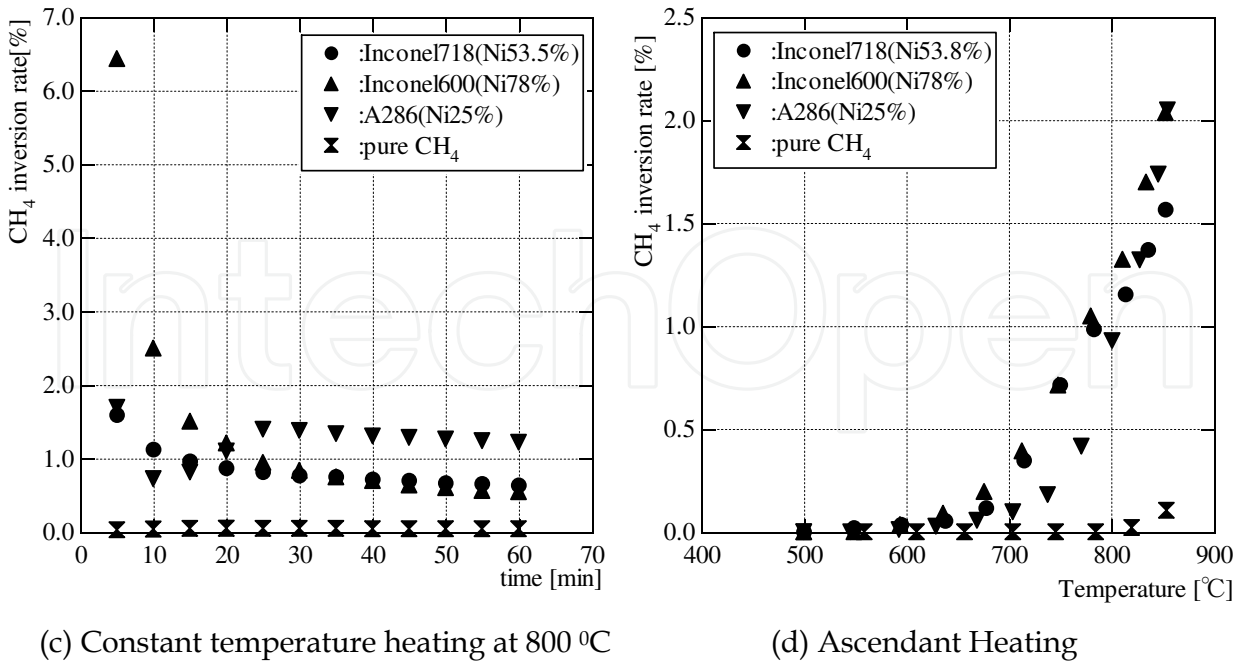 CH4 inversion rate[%]
7.0
6.0
5.0
4.0
3.0
2.0
1.0
0.0
:Inconel718(Ni53.5%)
:Inconel600(Ni78%)
:A286(Ni25%)
:pure CH4
0 10 20 30 40 50 60 70
time [min]
(c) Constant temperature heating at 800 ⁰C
CH4 inversion rate [%]
2.5
2.0
1.5
1.0
0.5
0.0
:Inconel718(Ni53.8%)
:Inconel600(Ni78%)
:A286(Ni25%)
:pure CH4
400 500 600 700 800 900
Temperature [℃]
(d) Ascendant Heating
IntechOpen